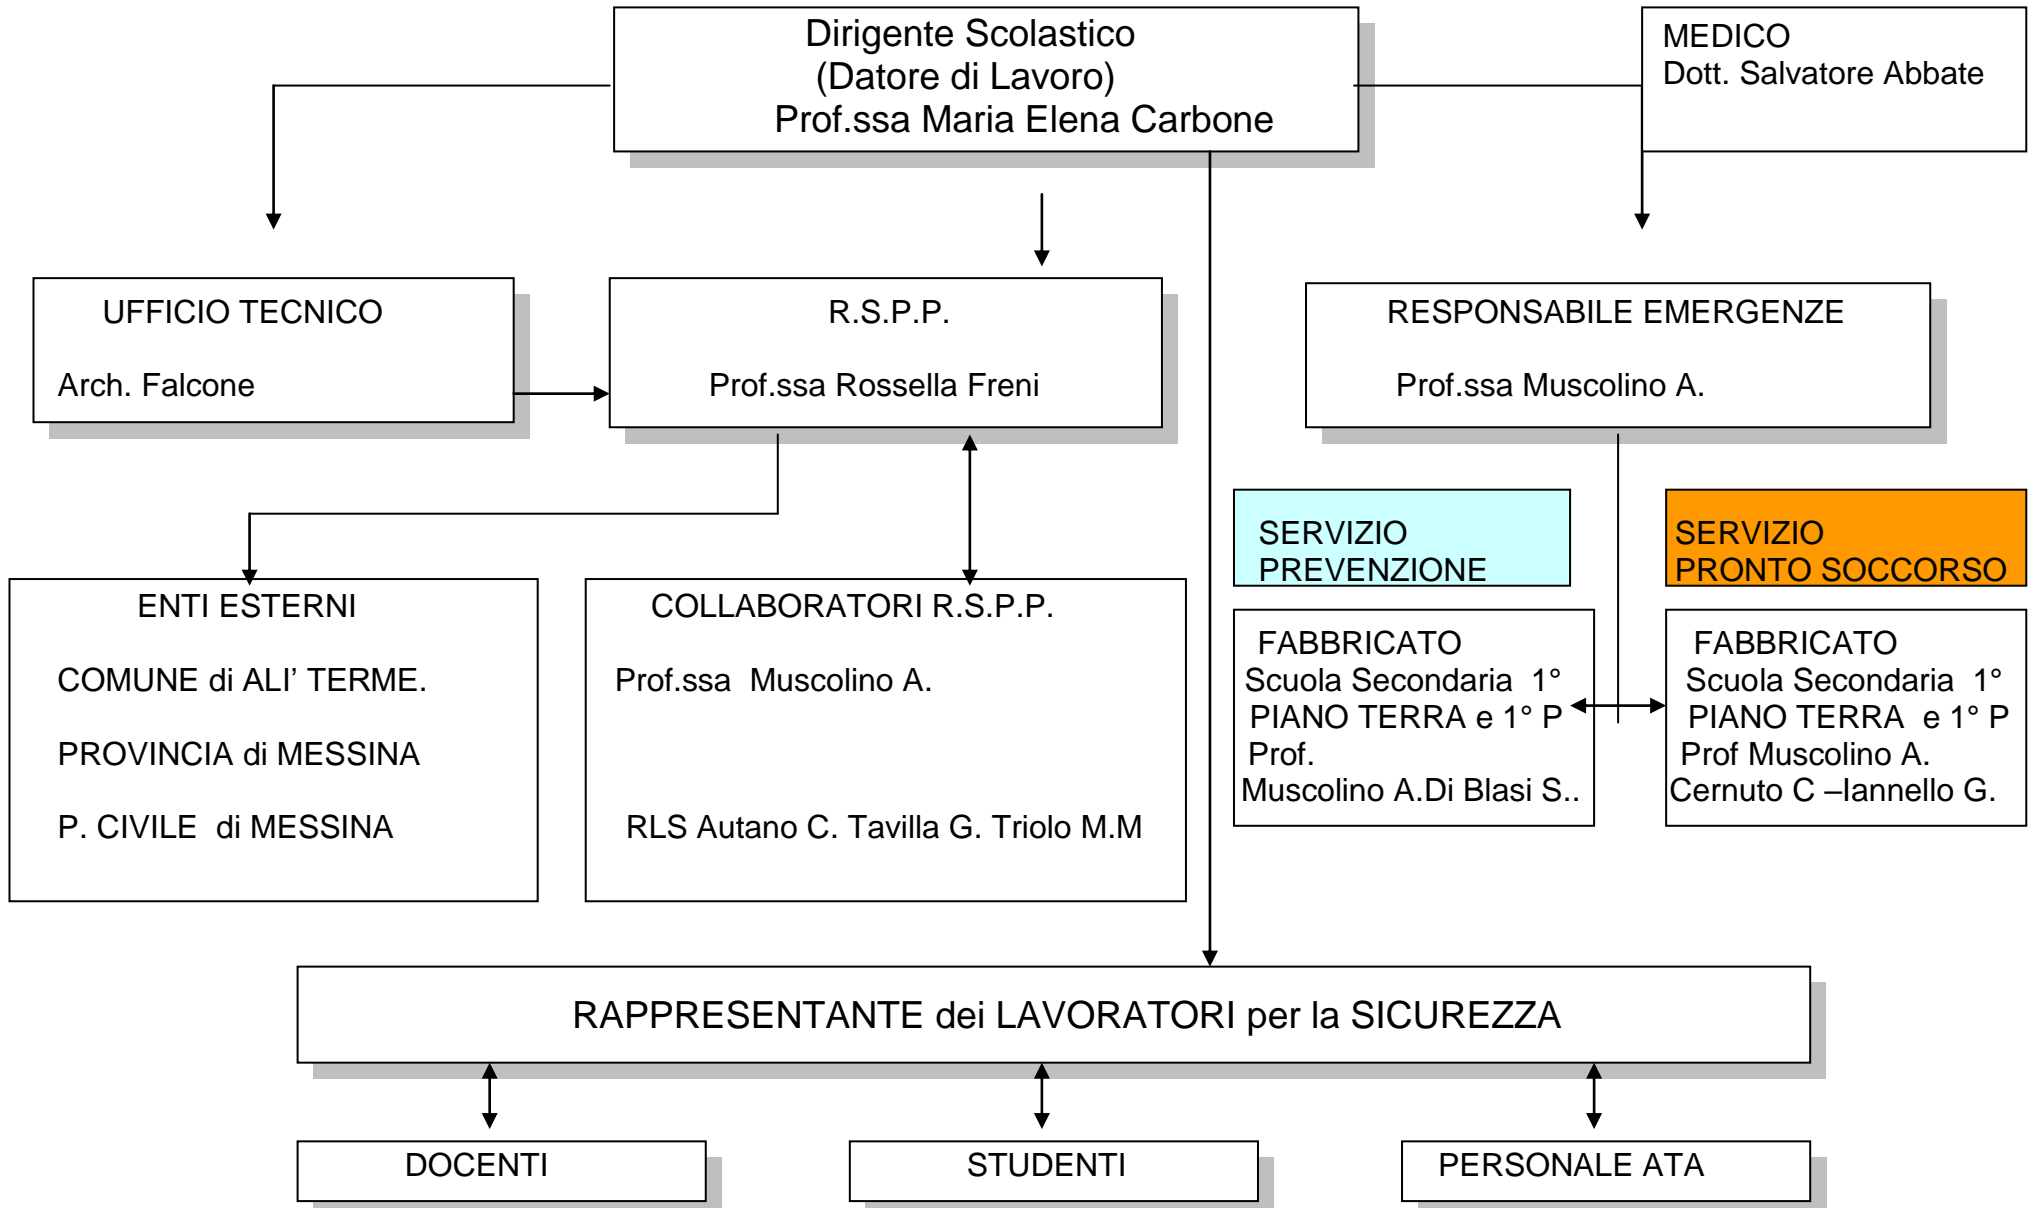 Dirigente Scolastico
(Datore di Lavoro)
Prof.ssa Maria Elena Carbone
MEDICO
Dott. Salvatore Abbate
UFFICIO TECNICO
Arch. Falcone
R.S.P.P.
Prof.ssa Rossella Freni
RESPONSABILE EMERGENZE
Prof.ssa Muscolino A.
SERVIZIO
PREVENZIONE
SERVIZIO
PRONTO SOCCORSO
ENTI ESTERNI
COMUNE di ALI’ TERME.
PROVINCIA di MESSINA
P. CIVILE  di MESSINA
COLLABORATORI R.S.P.P.
Prof.ssa  Muscolino A.
RLS Autano C. Tavilla G. Triolo M.M
FABBRICATO
Scuola Secondaria  1°
PIANO TERRA e 1° P
Prof.
Muscolino A.Di Blasi S..
FABBRICATO
Scuola Secondaria  1°
PIANO TERRA  e 1° P
Prof Muscolino A.
Cernuto C –Iannello G.
RAPPRESENTANTE dei LAVORATORI per la SICUREZZA
DOCENTI
STUDENTI
PERSONALE ATA